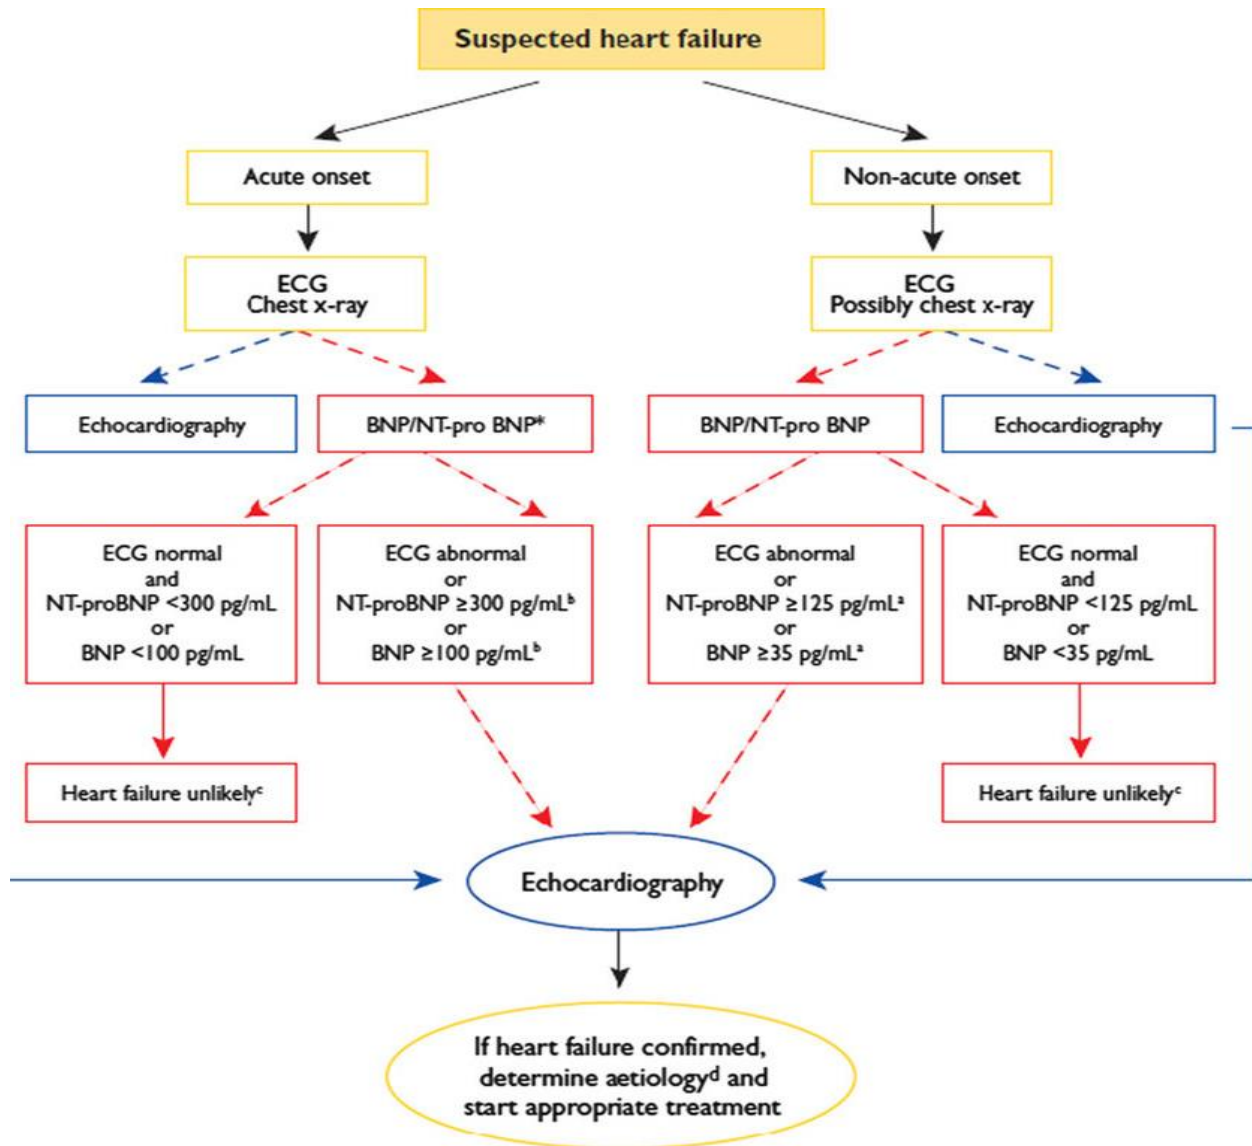 Suspected heart failure
Acute onset
Non-acute onset
ECG
Chest x-ray
ECG
Possibly chest x-ray
Echocardiography
BNP/NT-pro BNP*
BNP/NT-pro BNP
Echocardiography
ECG normal
and
NT-proBNP <300 pg/mL
or
BNP <100 pg/mL
ECG abnormal
or
NT-proBNP ≥300 pg/mLᵇ
or
BNP ≥100 pg/mLᵇ
ECG abnormal
or
NT-proBNP ≥125 pg/mLᵃ
or
BNP ≥35 pg/mLᵃ
ECG normal
and
NT-proBNP <125 pg/mL
or
BNP <35 pg/mL
Heart failure unlikelyᶜ
Heart failure unlikelyᶜ
Echocardiography
If heart failure confirmed,
determine aetiologyᵈ and
start appropriate treatment